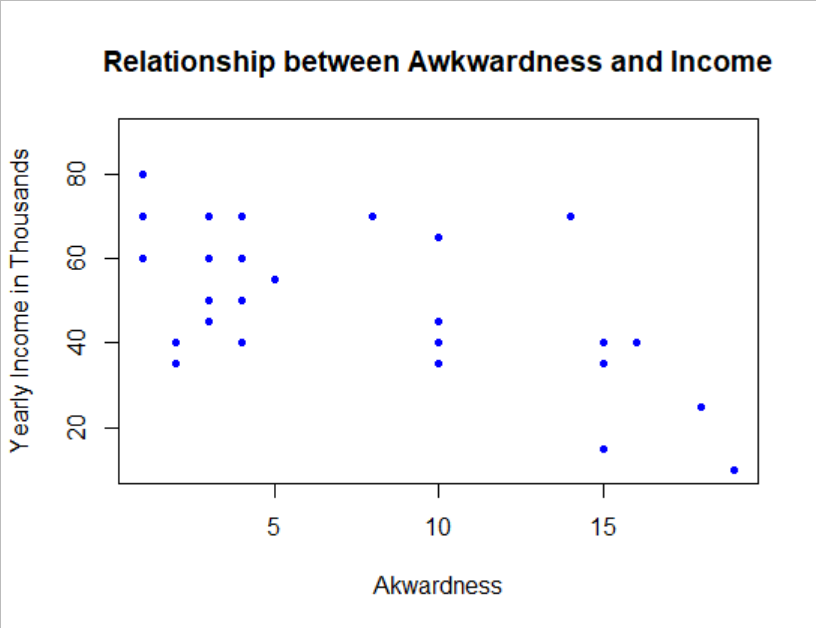 Relationship between Awkwardness and Income
Yearly Income in Thousands
80
60
40
20
5 10 15
Akwardness